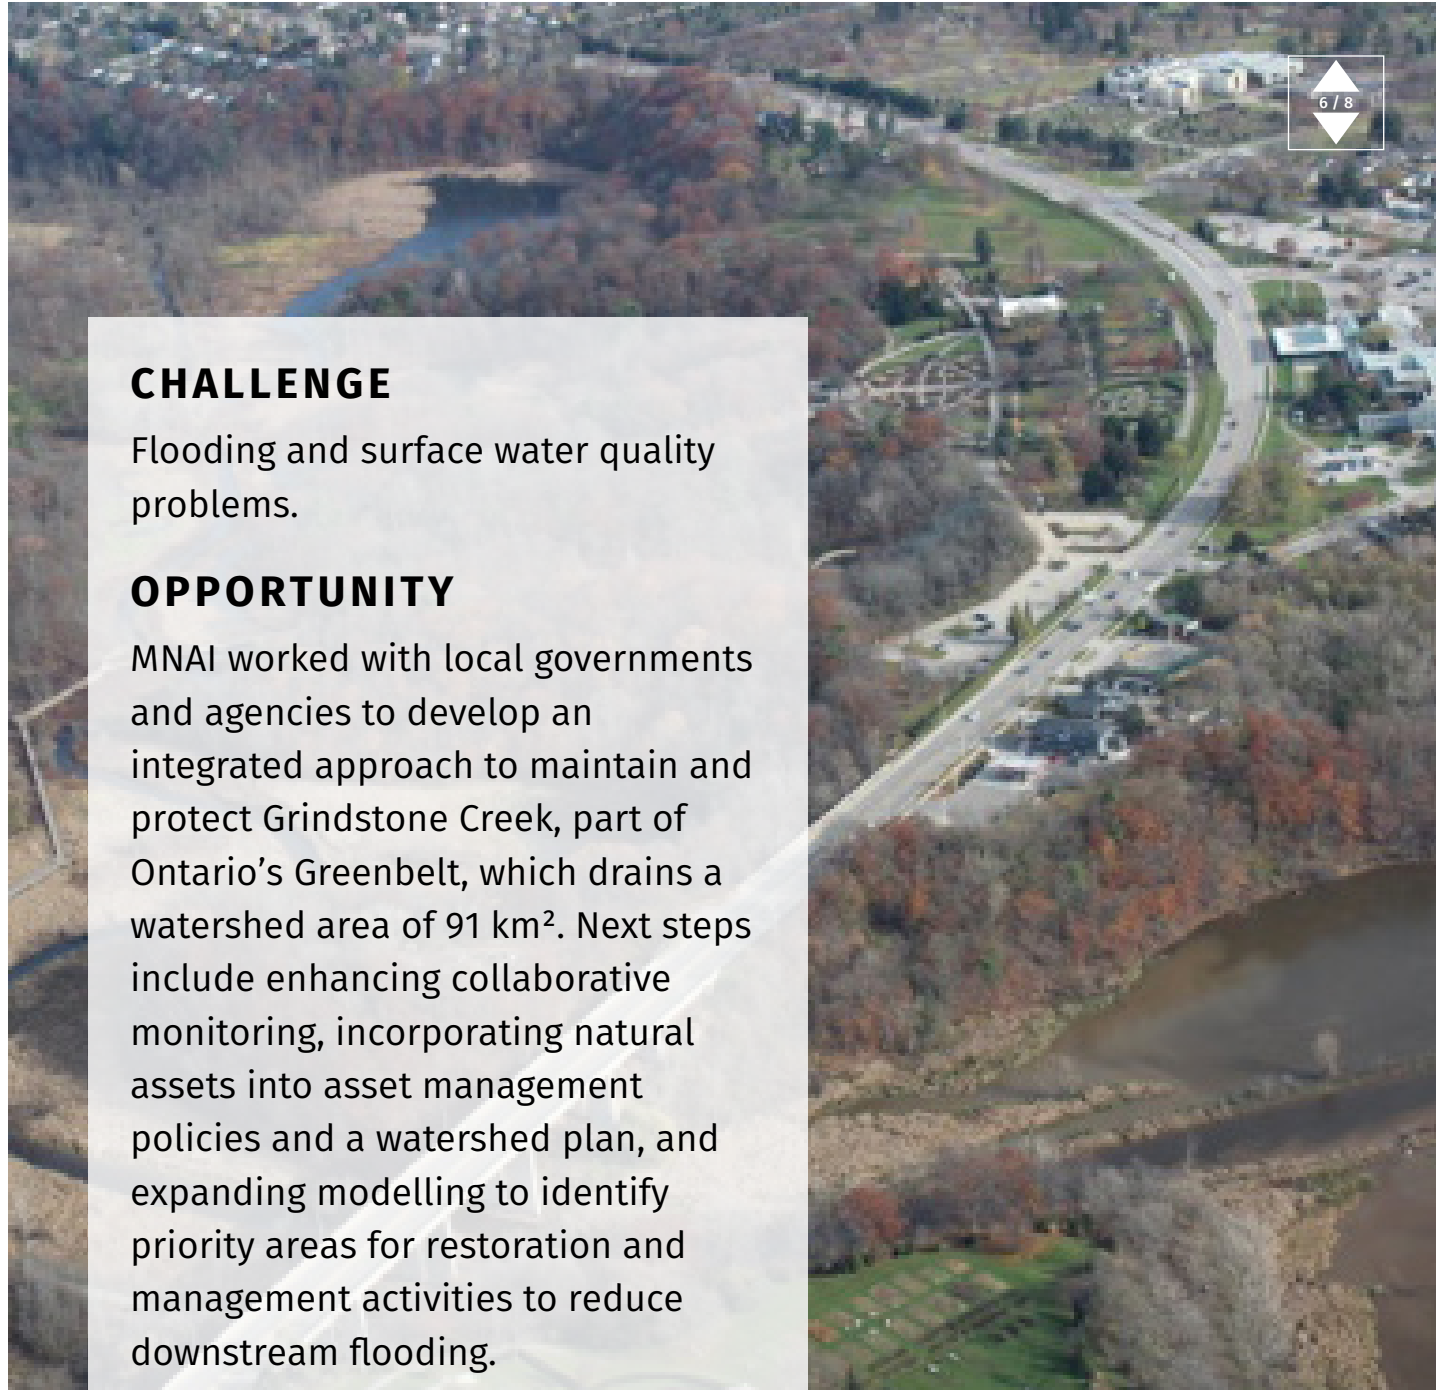 6 / 8
CHALLENGE
Flooding and surface water quality
problems.
OPPORTUNITY
MNAI worked with local governments
and agencies to develop an
integrated approach to maintain and
protect Grindstone Creek, part of
Ontario’s Greenbelt, which drains a
watershed area of 91 km². Next steps
include enhancing collaborative
monitoring, incorporating natural
assets into asset management
policies and a watershed plan, and
expanding modelling to identify
priority areas for restoration and
management activities to reduce
downstream flooding.